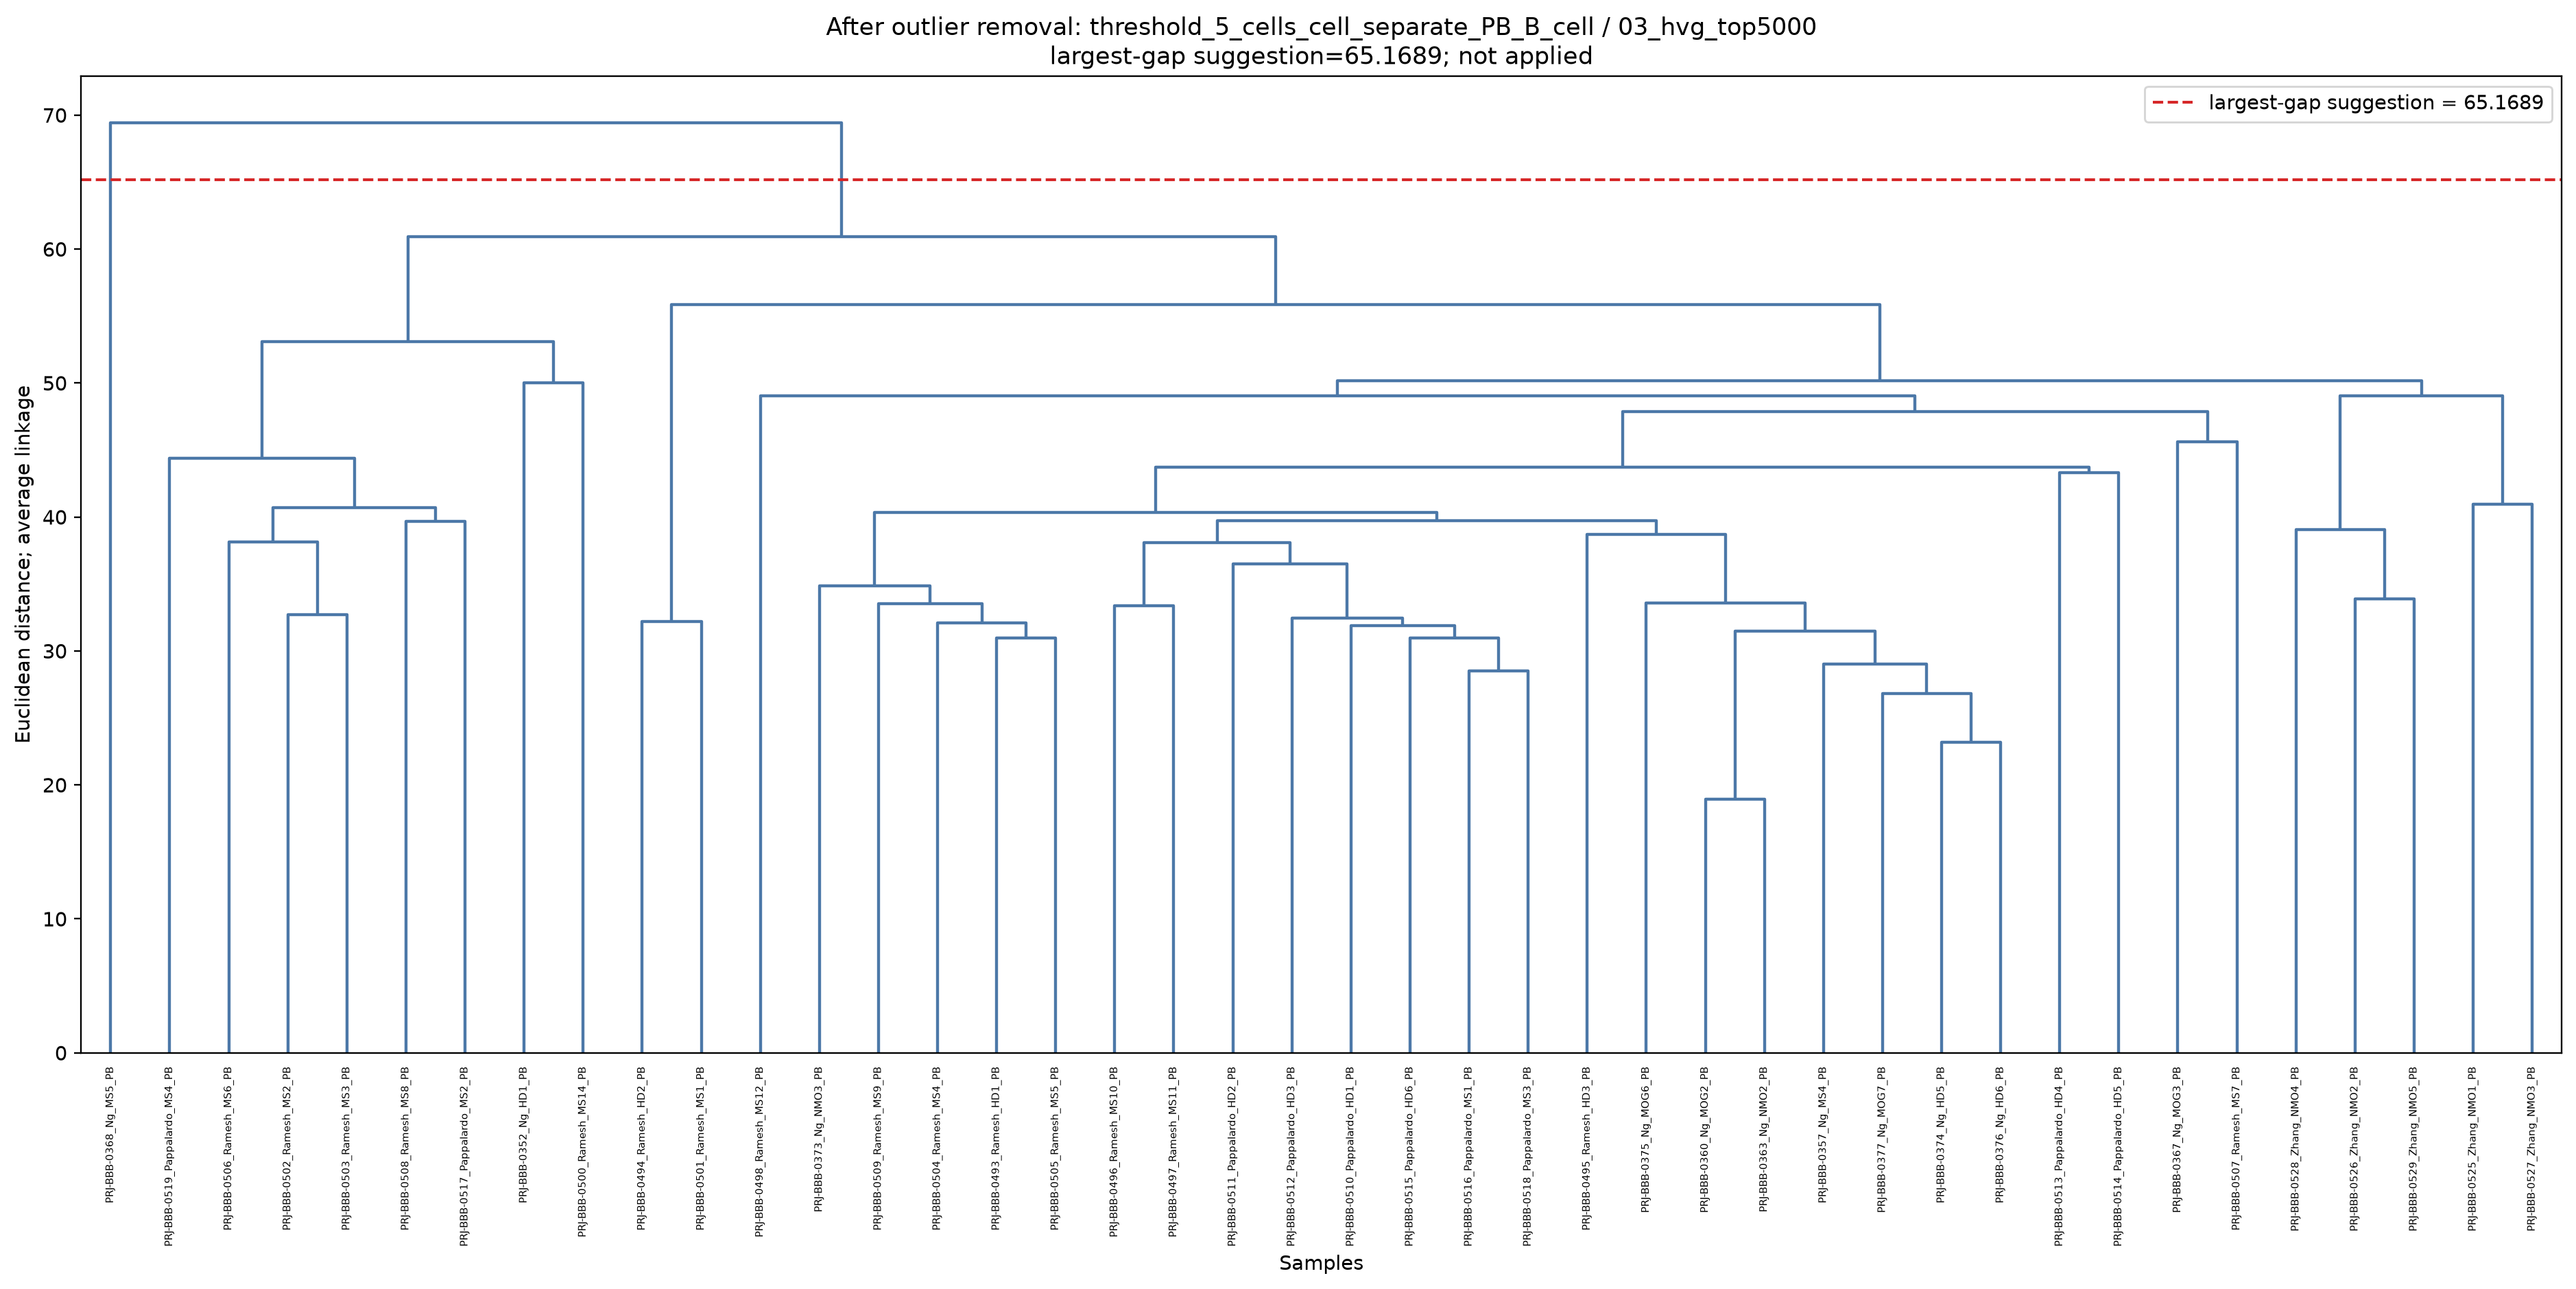 After outlier removal: threshold_5_cells_cell_separate_PB_B_cell / 03_hvg_top5000
largest-gap suggestion=65.1689; not applied
largest-gap suggestion = 65.1689
Euclidean distance; average linkage
70
60
50
40
30
20
10
0
PRJ-BBB-0368_Ng_MS5_PB
PRJ-BBB-0519_Pappalardo_MS4_PB
PRJ-BBB-0506_Ramesh_MS6_PB
PRJ-BBB-0502_Ramesh_MS2_PB
PRJ-BBB-0503_Ramesh_MS3_PB
PRJ-BBB-0508_Ramesh_MS8_PB
PRJ-BBB-0517_Pappalardo_MS2_PB
PRJ-BBB-0352_Ng_HD1_PB
PRJ-BBB-0500_Ramesh_MS14_PB
PRJ-BBB-0494_Ramesh_HD2_PB
PRJ-BBB-0501_Ramesh_MS1_PB
PRJ-BBB-0498_Ramesh_MS12_PB
PRJ-BBB-0373_Ng_NMO3_PB
PRJ-BBB-0509_Ramesh_MS9_PB
PRJ-BBB-0504_Ramesh_MS4_PB
PRJ-BBB-0493_Ramesh_HD1_PB
PRJ-BBB-0505_Ramesh_MS5_PB
PRJ-BBB-0496_Ramesh_MS10_PB
PRJ-BBB-0497_Ramesh_MS11_PB
PRJ-BBB-0511_Pappalardo_HD2_PB
PRJ-BBB-0512_Pappalardo_HD3_PB
PRJ-BBB-0510_Pappalardo_HD1_PB
PRJ-BBB-0515_Pappalardo_HD6_PB
PRJ-BBB-0516_Pappalardo_MS1_PB
PRJ-BBB-0518_Pappalardo_MS3_PB
PRJ-BBB-0495_Ramesh_HD3_PB
PRJ-BBB-0375_Ng_MOG6_PB
PRJ-BBB-0360_Ng_MOG2_PB
PRJ-BBB-0363_Ng_NMO2_PB
PRJ-BBB-0357_Ng_MS4_PB
PRJ-BBB-0377_Ng_MOG7_PB
PRJ-BBB-0374_Ng_HD5_PB
PRJ-BBB-0376_Ng_HD6_PB
PRJ-BBB-0513_Pappalardo_HD4_PB
PRJ-BBB-0514_Pappalardo_HD5_PB
PRJ-BBB-0367_Ng_MOG3_PB
PRJ-BBB-0507_Ramesh_MS7_PB
PRJ-BBB-0528_Zhang_NMO4_PB
PRJ-BBB-0526_Zhang_NMO2_PB
PRJ-BBB-0529_Zhang_NMO5_PB
PRJ-BBB-0525_Zhang_NMO1_PB
PRJ-BBB-0527_Zhang_NMO3_PB
Samples